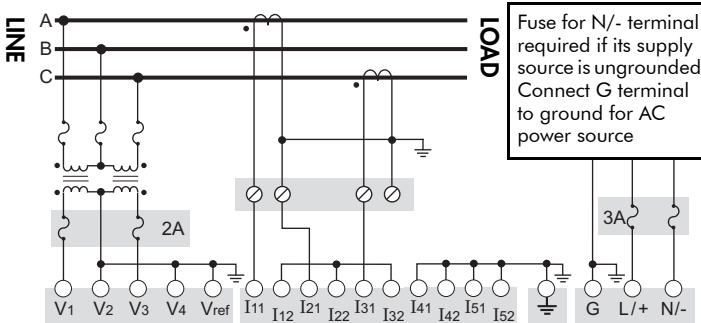 LINE
A
B
C
LOAD
Fuse for N/- terminal
required if its supply
source is ungrounded
Connect G terminal
to ground for AC
power source
2A
3A
V1
V2
V3
V4
Vref
I11
I12
I21
I22
I31
I32
I41
I42
I51
I52
G
L/+
N/-